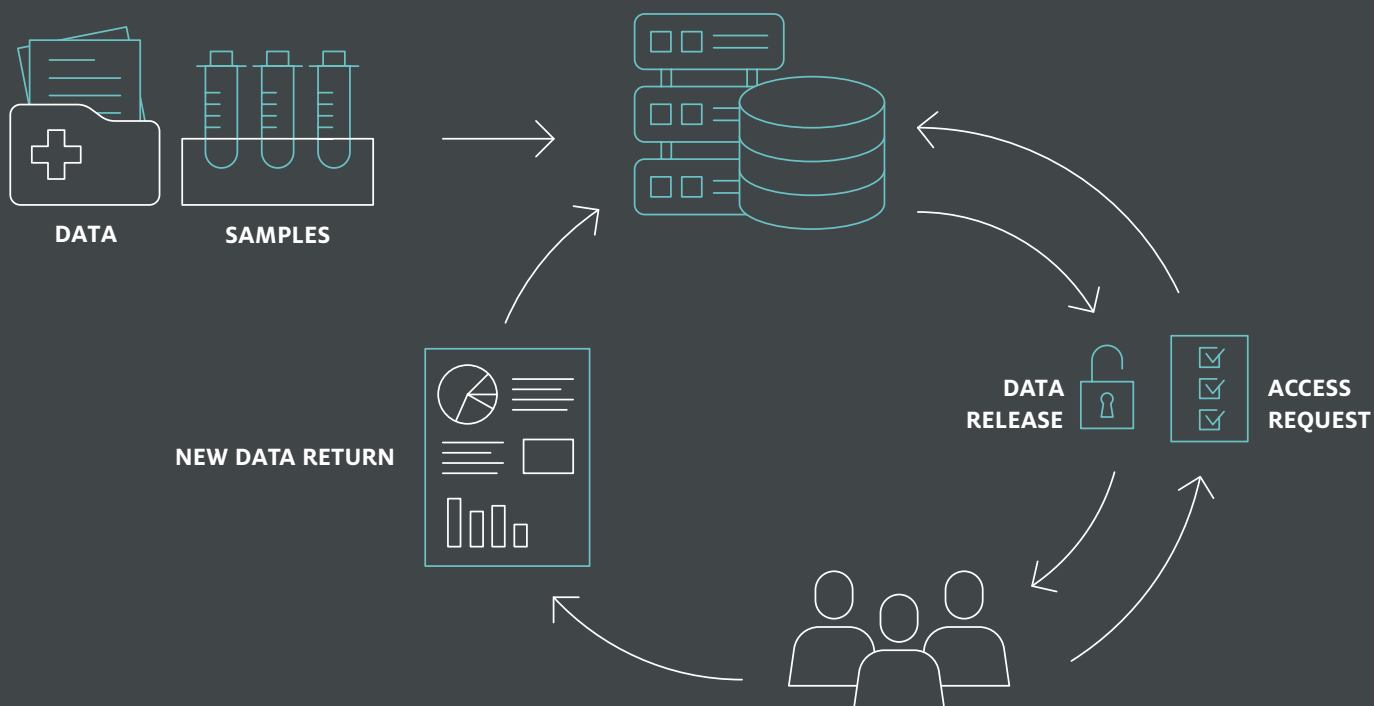 DATA
SAMPLES
DATA
RELEASE
ACCESS
REQUEST
NEW DATA RETURN